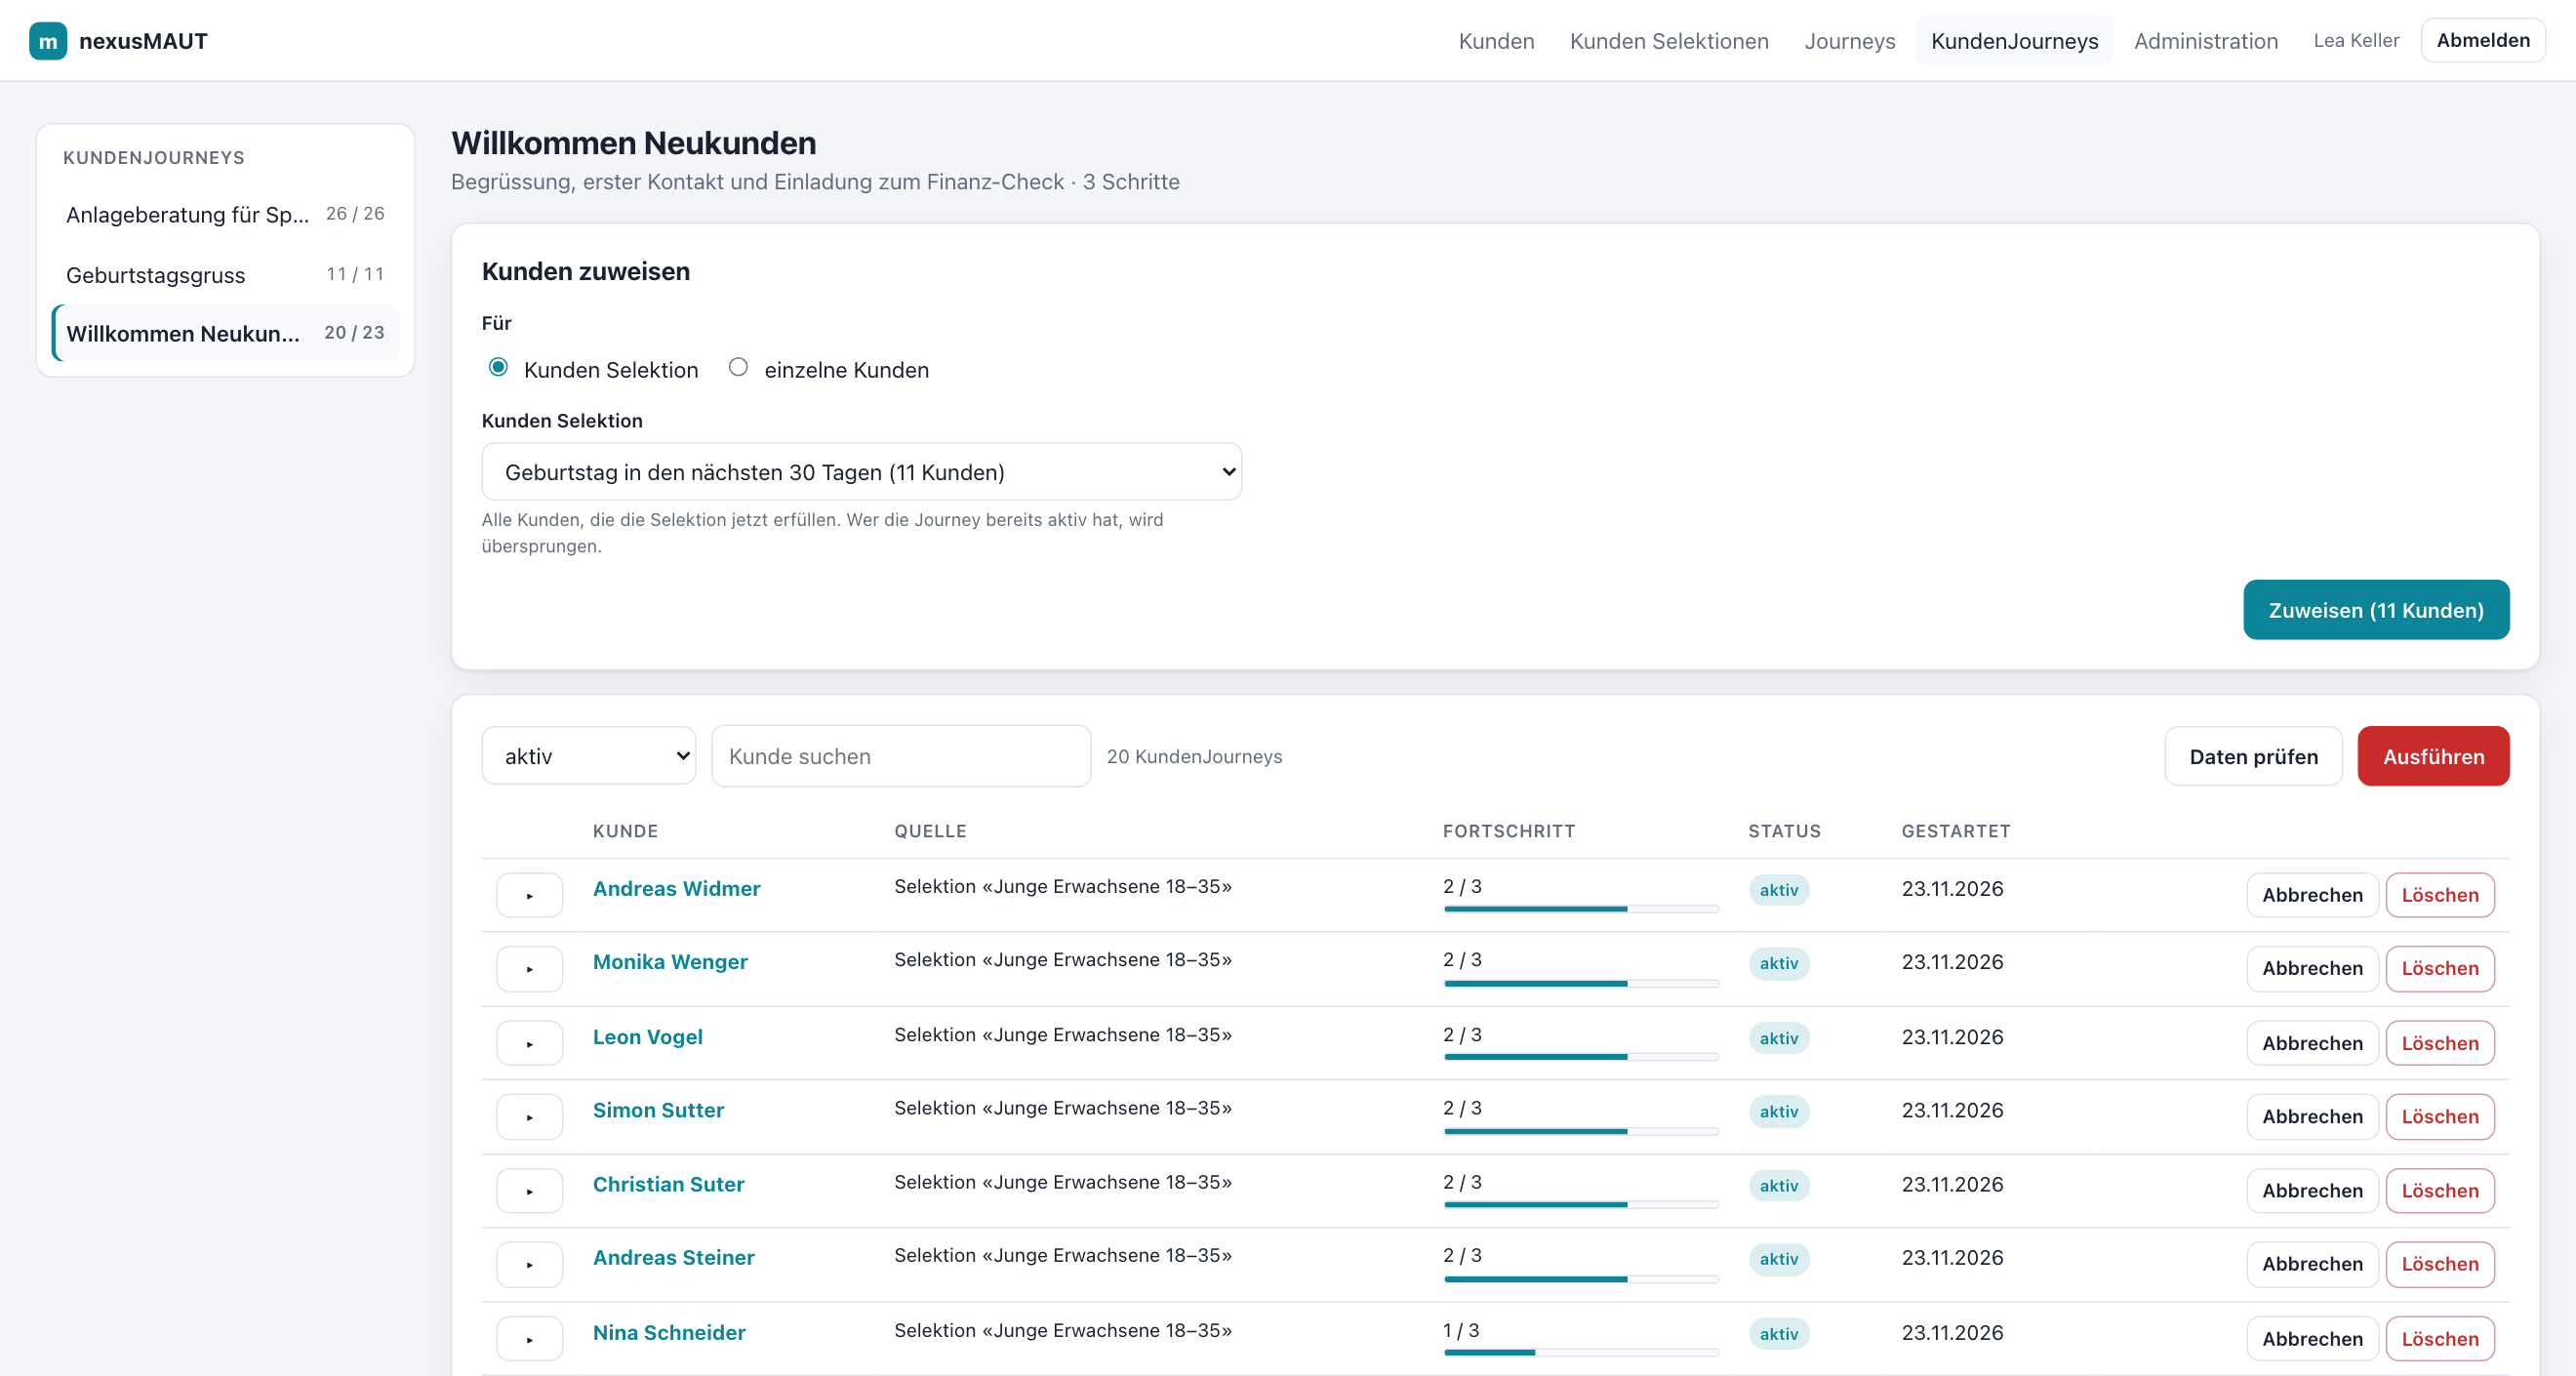 m nexusMAUT
Kunden Kunden Selektionen Journeys KundenJourneys Administration Lea Keller Abmelden
KUNDENJOURNEYS
Anlageberatung für Sp... 26 / 26
Geburtstagsgruss 11 / 11
Willkommen Neukun... 20 / 23
Willkommen Neukunden
Begrüssung, erster Kontakt und Einladung zum Finanz-Check · 3 Schritte
Kunden zuweisen
Für
Kunden Selektion einzelne Kunden
Kunden Selektion
Geburtstag in den nächsten 30 Tagen (11 Kunden)
Alle Kunden, die die Selektion jetzt erfüllen. Wer die Journey bereits aktiv hat, wird
übersprungen.
Zuweisen (11 Kunden)
aktiv Kunde suchen 20 KundenJourneys Daten prüfen Ausführen
KUNDE QUELLE FORTSCHRITT STATUS GESTARTET
Andreas Widmer Selektion «Junge Erwachsene 18–35» 2 / 3 aktiv 23.11.2026 Abbrechen Löschen
Monika Wenger Selektion «Junge Erwachsene 18–35» 2 / 3 aktiv 23.11.2026 Abbrechen Löschen
Leon Vogel Selektion «Junge Erwachsene 18–35» 2 / 3 aktiv 23.11.2026 Abbrechen Löschen
Simon Sutter Selektion «Junge Erwachsene 18–35» 2 / 3 aktiv 23.11.2026 Abbrechen Löschen
Christian Suter Selektion «Junge Erwachsene 18–35» 2 / 3 aktiv 23.11.2026 Abbrechen Löschen
Andreas Steiner Selektion «Junge Erwachsene 18–35» 2 / 3 aktiv 23.11.2026 Abbrechen Löschen
Nina Schneider Selektion «Junge Erwachsene 18–35» 1 / 3 aktiv 23.11.2026 Abbrechen Löschen